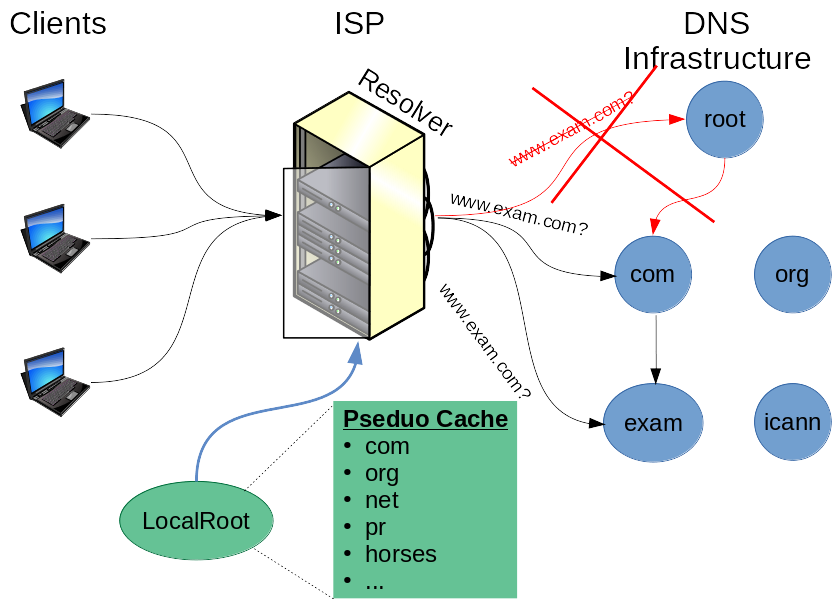 Clients
ISP
DNS
Infrastructure
Resolver
www.exam.com?
root
www.exam.com?
com
org
www.exam.com?
exam
icann
LocalRoot
Pseduo Cache
• com
• org
• net
• pr
• horses
• ...